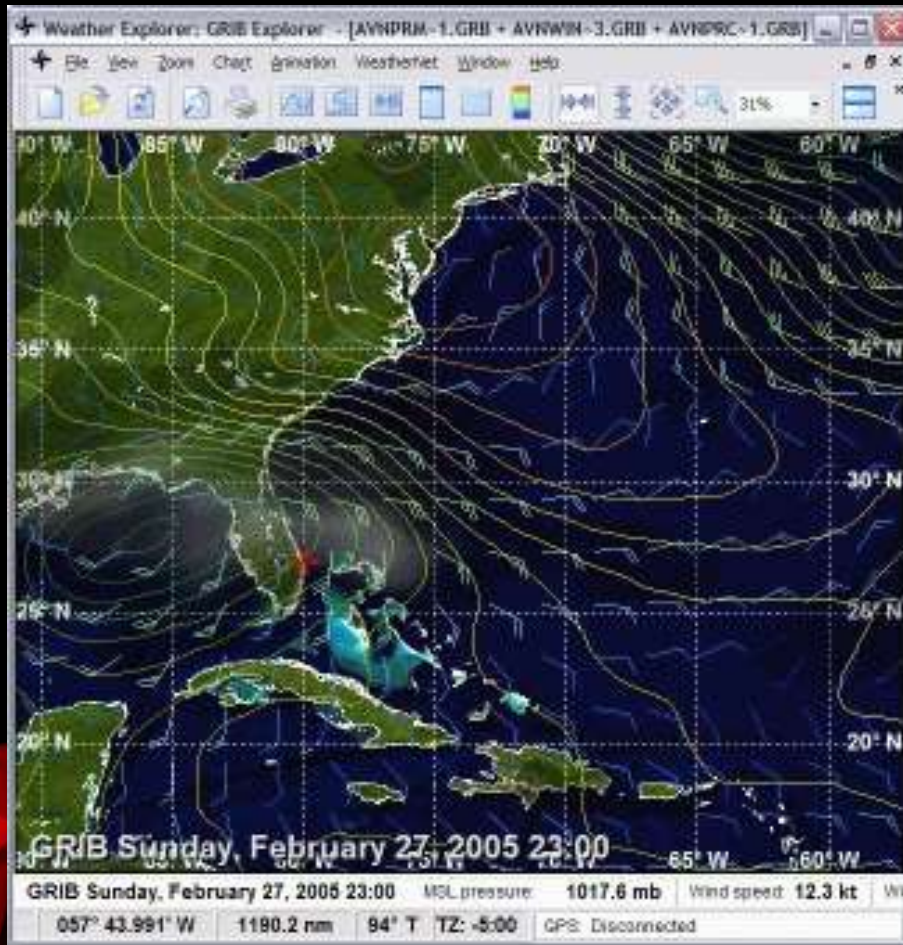 Weather Explorer: GRIB Explorer - [AVNPRM-1.GRB + AVNWIN-3.GRB + AVNPRC-1.GRB]
File View Zoom Chart Animation WeatherNet Window Help
31%
90° W 85° W 80° W 75° W 70° W 65° W 60° W
40° N 40° N
35° N 35° N
30° N 30° N
25° N 25° N
20° N 20° N
GRIB Sunday, February 27, 2005 23:00
65° W 60° W
GRIB Sunday, February 27, 2005 23:00 MSL pressure: 1017.6 mb Wind speed: 12.3 kt
057° 43.991' W 1190.2 nm 94° T TZ: -5:00 GPS: Disconnected